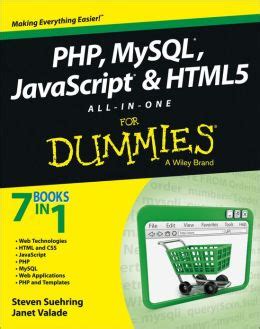 Making Everything Easier!™
PHP, MySQL®,
JavaScript® & HTML5
ALL-IN-ONE
FOR
DUMMIES®
A Wiley Brand
7 BOOKS
IN 1
• Web Technologies
• HTML and CSS
• JavaScript
• PHP
• MySQL
• Web Applications
• PHP and Templates
File Edit View Favorites Tools Help
Steven Suehring
Janet Valade